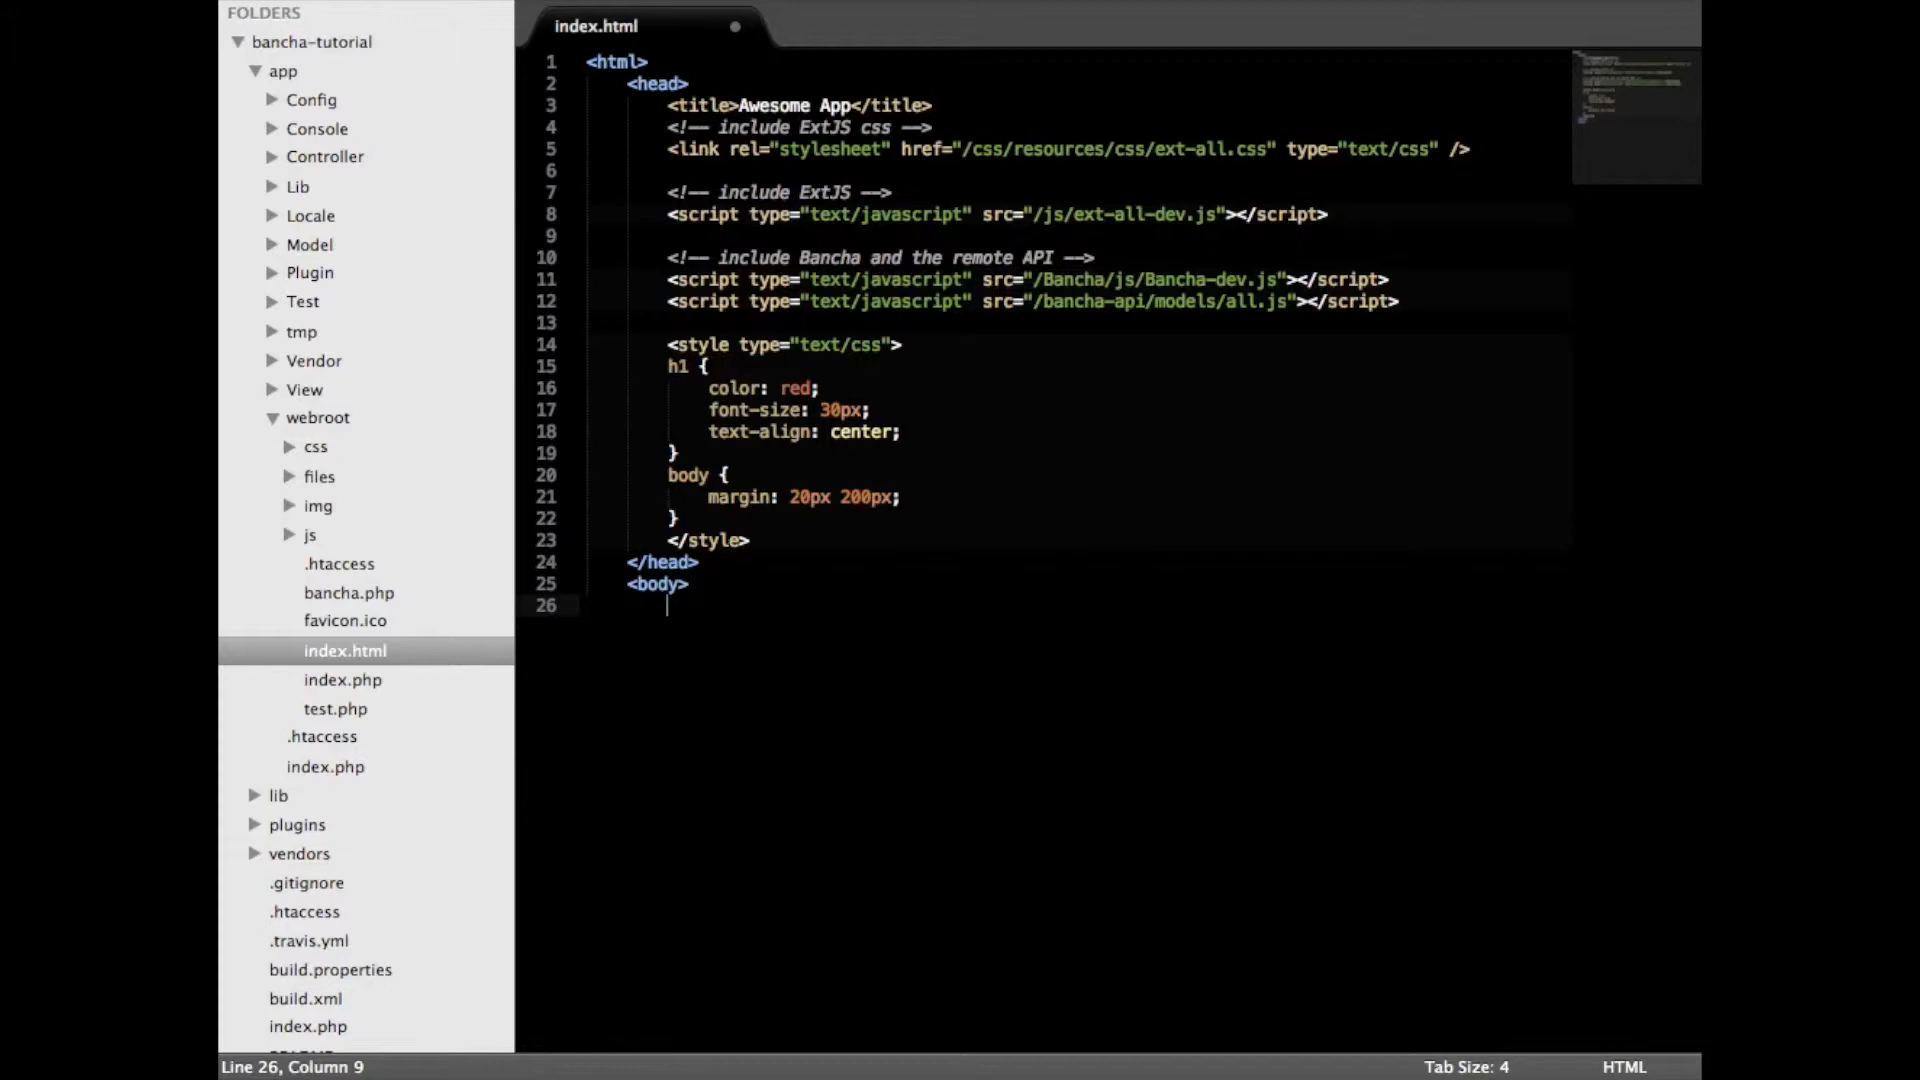 FOLDERS
bancha-tutorial
app
Config
Console
Controller
Lib
Locale
Model
Plugin
Test
tmp
Vendor
View
webroot
css
files
img
js
.htaccess
bancha.php
favicon.ico
index.html
index.php
test.php
.htaccess
index.php
lib
plugins
vendors
.gitignore
.htaccess
.travis.yml
build.properties
build.xml
index.php
index.html
1 <html>
2 <head>
3 <title>Awesome App</title>
4 <!-- include ExtJS css -->
5 <link rel="stylesheet" href="/css/resources/css/ext-all.css" type="text/css" />
6
7 <!-- include ExtJS -->
8 <script type="text/javascript" src="/js/ext-all-dev.js"></script>
9
10 <!-- include Bancha and the remote API -->
11 <script type="text/javascript" src="/Bancha/js/Bancha-dev.js"></script>
12 <script type="text/javascript" src="/bancha-api/models/all.js"></script>
13
14 <style type="text/css">
15 h1 {
16 color: red;
17 font-size: 30px;
18 text-align: center;
19 }
20 body {
21 margin: 20px 200px;
22 }
23 </style>
24 </head>
25 <body>
26
Line 26, Column 9
Tab Size: 4
HTML